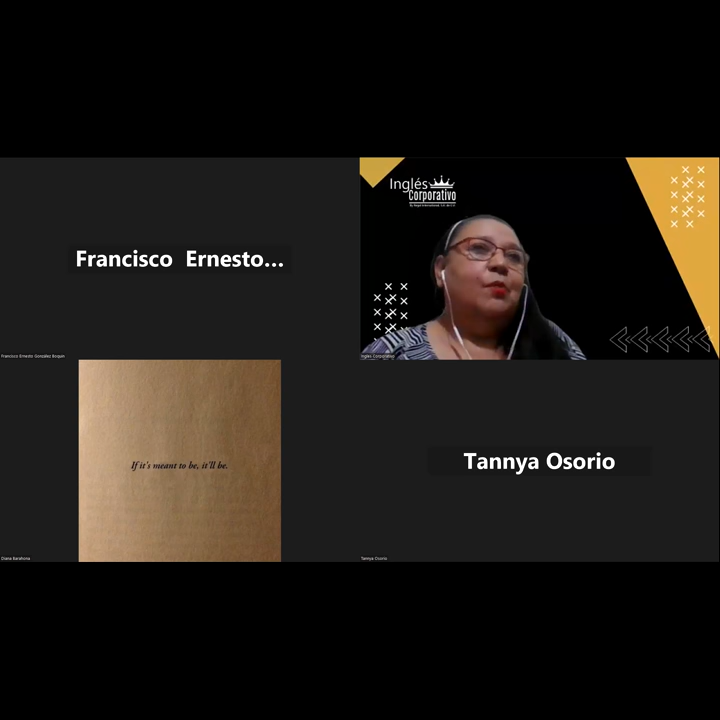 Francisco Ernesto...
Francisco Ernesto González Boquín
Inglés
Corporativo
Inglés Corporativo
If it's meant to be, it'll be.
Diana Barahona
Tannya Osorio
Tannya Osorio